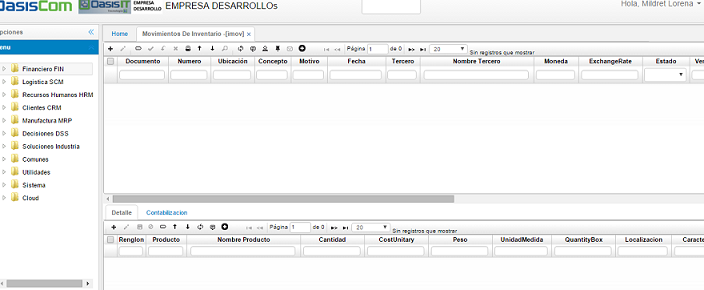 OasisCom OasisIT EMPRESA DESARROLLO EMPRESA DESARROLLOs Hola, Mildret Lorena
pciones
Home Movimientos De Inventario -[imov] ×
enu
Página 1 de 0 20 Sin registros que mostrar
Documento Numero Ubicación Concepto Motivo Fecha Tercero Nombre Tercero Moneda ExchangeRate Estado Ver
Financiero FIN
Logistica SCM
Recursos Humanos HRM
Clientes CRM
Manufactura MRP
Decisiones DSS
Soluciones Industria
Comunes
Utilidades
Sistema
Cloud
Detalle Contabilizacion
Página 1 de 0 20 Sin registros que mostrar
Renglon Producto Nombre Producto Cantidad CostUnitary Peso UnidadMedida QuantityBox Localizacion Caracte